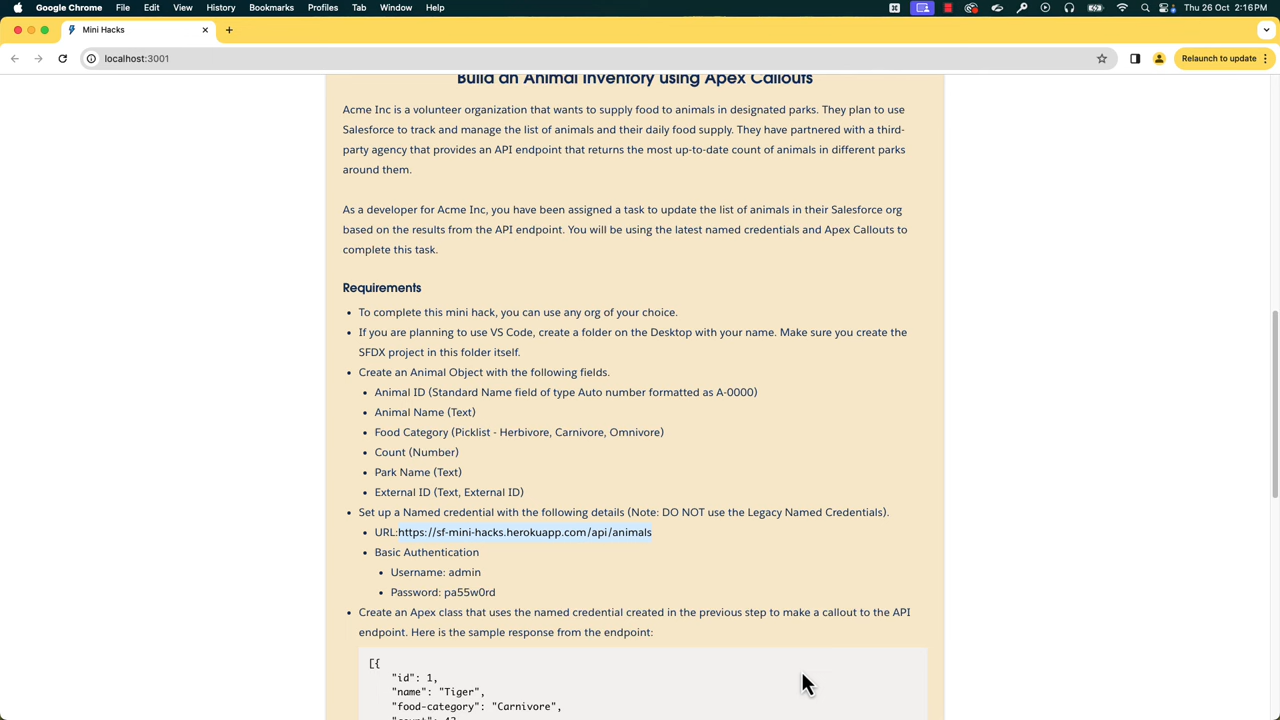 Google Chrome File Edit View History Bookmarks Profiles Tab Window Help Thu 26 Oct 2:16 PM
Mini Hacks
localhost:3001 Relaunch to update
Build an Animal Inventory using Apex Callouts
Acme Inc is a volunteer organization that wants to supply food to animals in designated parks. They plan to use
Salesforce to track and manage the list of animals and their daily food supply. They have partnered with a third-
party agency that provides an API endpoint that returns the most up-to-date count of animals in different parks
around them.
As a developer for Acme Inc, you have been assigned a task to update the list of animals in their Salesforce org
based on the results from the API endpoint. You will be using the latest named credentials and Apex Callouts to
complete this task.
Requirements
• To complete this mini hack, you can use any org of your choice.
• If you are planning to use VS Code, create a folder on the Desktop with your name. Make sure you create the
SFDX project in this folder itself.
• Create an Animal Object with the following fields.
• Animal ID (Standard Name field of type Auto number formatted as A-0000)
• Animal Name (Text)
• Food Category (Picklist - Herbivore, Carnivore, Omnivore)
• Count (Number)
• Park Name (Text)
• External ID (Text, External ID)
• Set up a Named credential with the following details (Note: DO NOT use the Legacy Named Credentials).
• URL:https://sf-mini-hacks.herokuapp.com/api/animals
• Basic Authentication
• Username: admin
• Password: pa55w0rd
• Create an Apex class that uses the named credential created in the previous step to make a callout to the API
endpoint. Here is the sample response from the endpoint:
[{
"id": 1,
"name": "Tiger",
"food-category": "Carnivore",